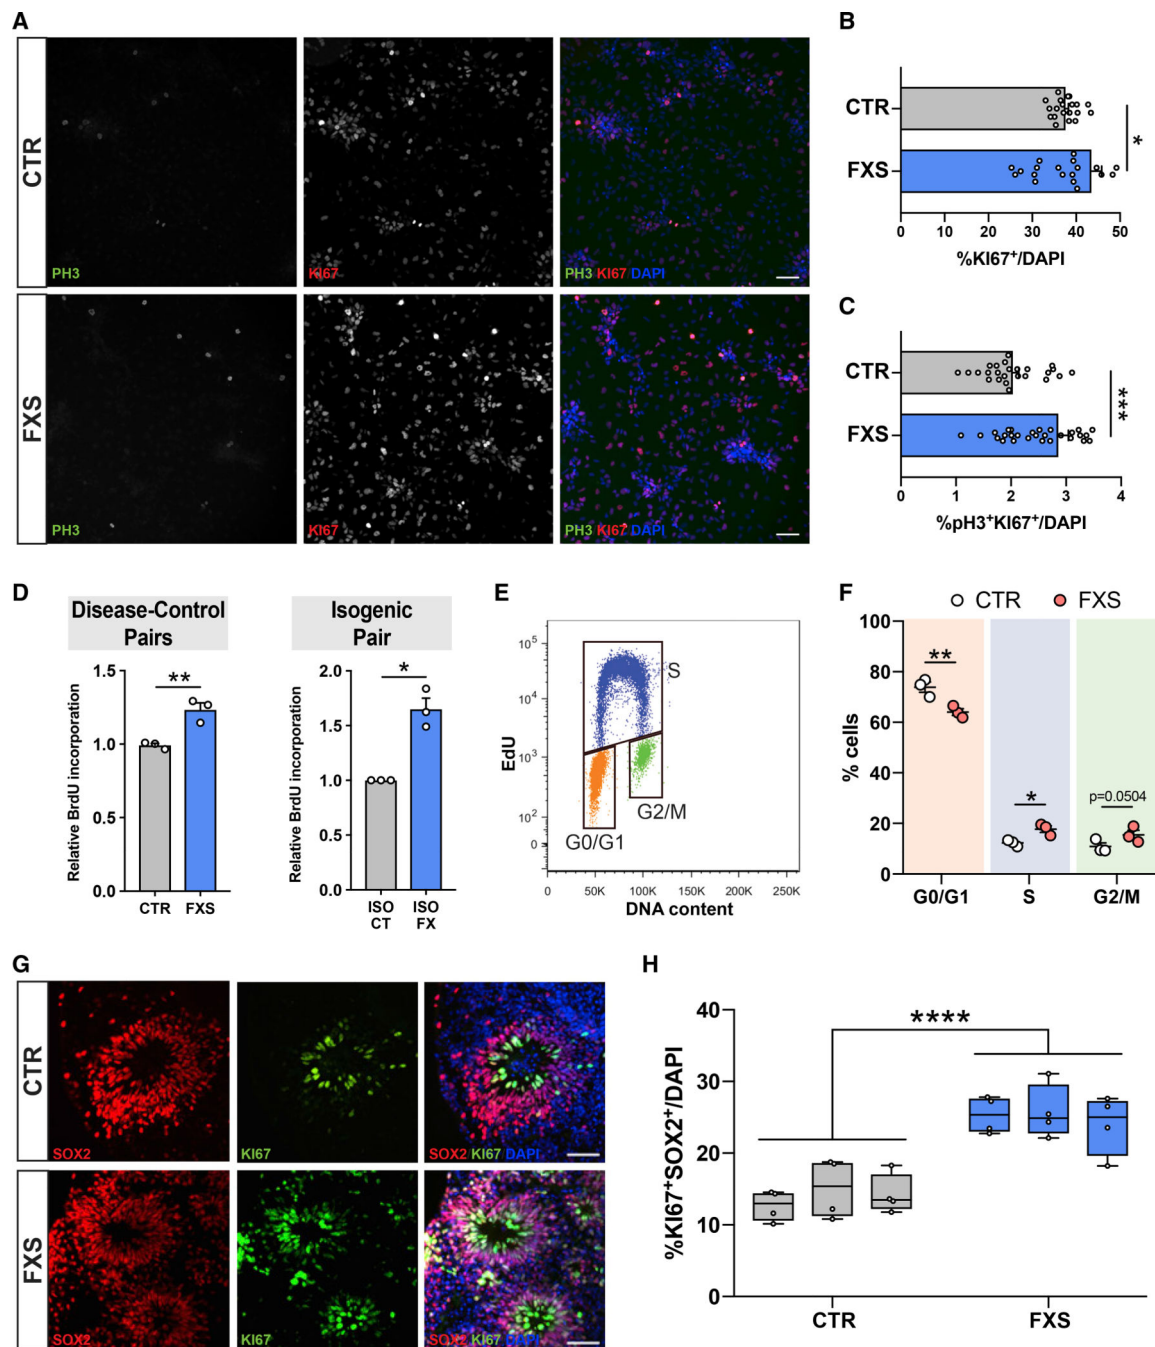 A
CTR
PH3
KI67
PH3 KI67 DAPI
FXS
PH3
KI67
PH3 KI67 DAPI
B
CTR
FXS
*
0 10 20 30 40 50
%KI67⁺/DAPI
C
CTR
FXS
***
0 1 2 3 4
%pH3⁺KI67⁺/DAPI
D
Disease-Control
Pairs
Relative BrdU incorporation
1.5
1.0
0.5
0.0
**
CTR FXS
Isogenic
Pair
Relative BrdU incorporation
2.0
1.5
1.0
0.5
0.0
*
ISO ISO
CT FX
E
EdU
10⁵
10⁴
10³
10²
0
S
G2/M
G0/G1
0 50K 100K 150K 200K 250K
DNA content
F
CTR FXS
% cells
100
80
60
40
20
0
**
*
p=0.0504
G0/G1 S G2/M
G
CTR
SOX2
KI67
SOX2 KI67 DAPI
FXS
SOX2
KI67
SOX2 KI67 DAPI
H
%KI67⁺SOX2⁺/DAPI
40
30
20
10
0
****
CTR FXS